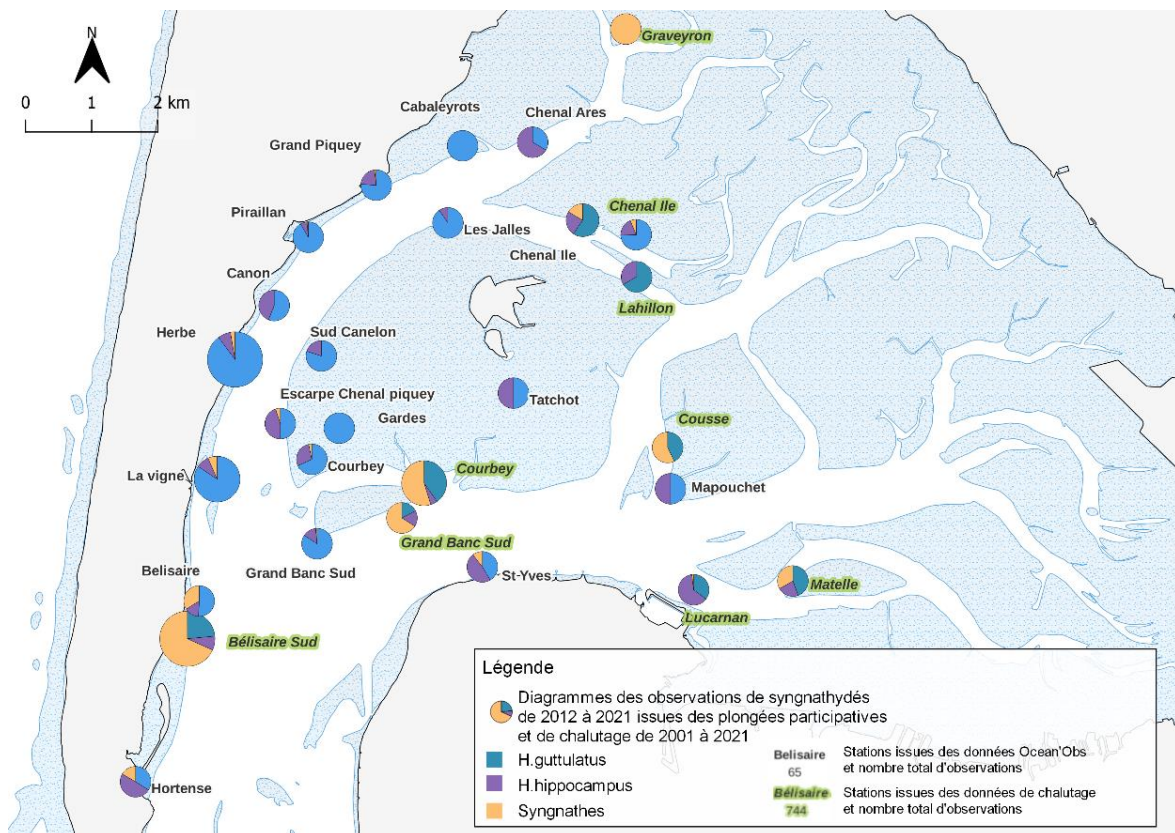 N
0 1 2 km
Graveyron
Cabaleyrots
Chenal Ares
Grand Piquey
Chenal Ile
Piraillan
Les Jalles
Chenal Ile
Canon
Lahillon
Herbe
Sud Canelon
Escarpe Chenal piquey
Tatchot
Gardes
Cousse
La vigne
Courbey
Courbey
Mapouchet
Grand Banc Sud
Grand Banc Sud
St-Yves
Belisaire
Matelle
Lucarnan
Bélisaire Sud
Hortense
Légende
Diagrammes des observations de syngnathydés
de 2012 à 2021 issues des plongées participatives
et de chalutage de 2001 à 2021
H.guttulatus
H.hippocampus
Syngnathes
Belisaire
65
Stations issues des données Ocean'Obs
et nombre total d'observations
Bélisaire
744
Stations issues des données de chalutage
et nombre total d'observations